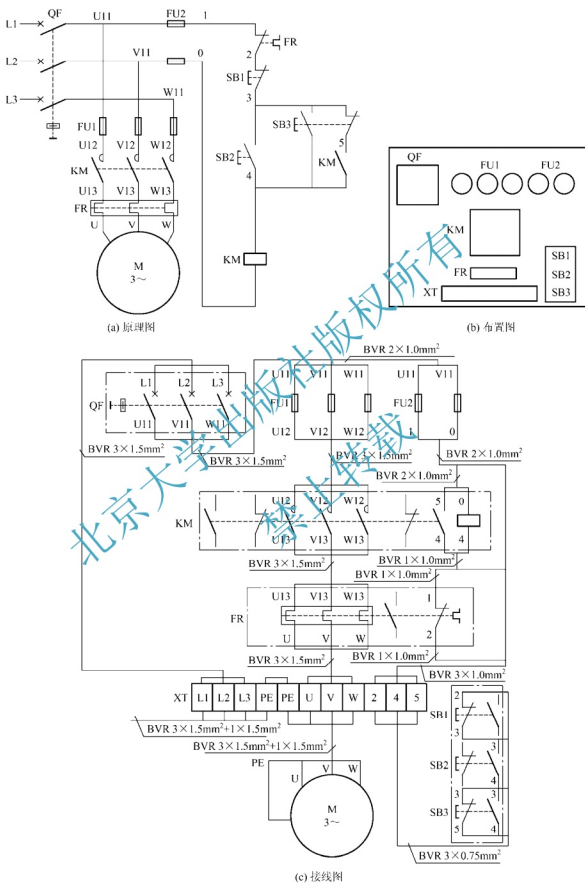 QF U11 FU2 1
L1
L2 V11 0
L3 W11
2 FR
SB1
3
FU1
U12 V12 W12
KM
U13 V13 W13
FR
U V W
M
3～
SB3
SB2 5
4 KM
KM
(a) 原理图
QF FU1 FU2
KM
FR SB1
SB2
XT SB3
(b) 布置图
BVR 2×1.0mm²
L1 L2 L3
QF
U11 V11 W11
U11 V11 W11 U11 V11
FU1 FU2
U12 V12 W12 1 0
BVR 3×1.5mm² BVR 3×1.5mm² BVR 3×1.5mm² BVR 2×1.0mm²
BVR 2×1.0mm²
U12 V12 W12 5 0
KM
U13 V13 W13 4 4
BVR 3×1.5mm² BVR 1×1.0mm²
BVR 1×1.0mm²
U13 V13 W13 1
FR
U V W 2
BVR 3×1.5mm² BVR 1×1.0mm²
BVR 3×1.0mm²
XT L1 L2 L3 PE PE U V W 2 4 5
BVR 3×1.5mm²+1×1.5mm²
BVR 3×1.5mm²+1×1.5mm²
PE
U V W
M
3～
2
SB1
3
3
SB2
4
3 3
SB3
5 4
BVR 3×0.75mm²
(c) 接线图
北京大学出版社版权所有
禁止转载